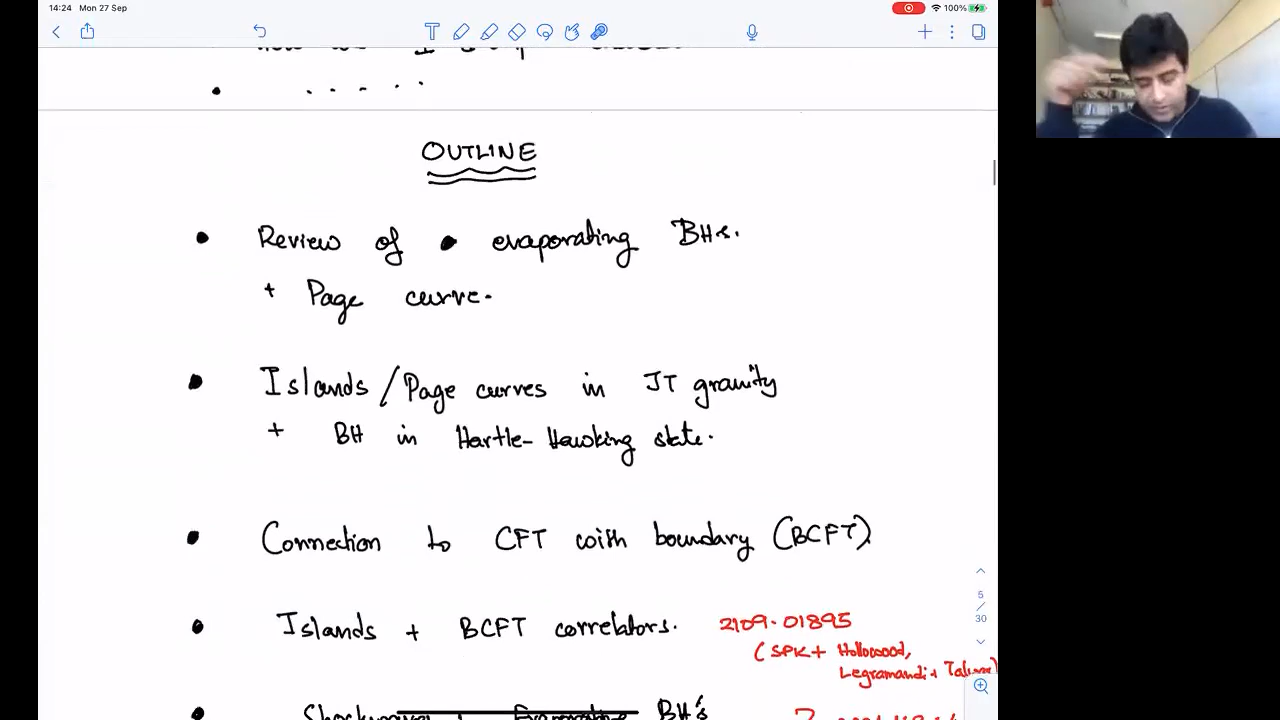 14:24 Mon 27 Sep
100%
OUTLINE
• Review of • evaporating BHs.
+ Page curve.
• Islands / Page curves in JT gravity
+ BH in Hartle-Hawking state.
• Connection to CFT with boundary (BCFT)
• Islands + BCFT correlators. 2109.01895
(SPK + Hollowood,
Legramandi +
BH's
5
/
30